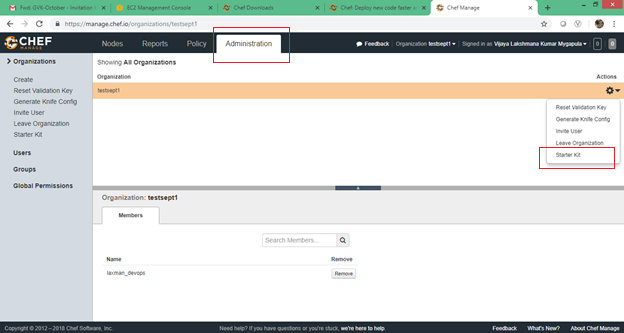 Fwd: GVK-October - Invitation
EC2 Management Console
Chef Downloads
Chef: Deploy new code faster
Chef Manage
https://manage.chef.io/organizations/testsept1
CHEF
MANAGE
Nodes
Reports
Policy
Administration
Feedback
Organization testsept1
Signed in as Vijaya Lakshmana Kumar Mygapula
0
0
Organizations
Create
Reset Validation Key
Generate Knife Config
Invite User
Leave Organization
Starter Kit
Users
Groups
Global Permissions
Showing All Organizations
Organization
Actions
testsept1
Reset Validation Key
Generate Knife Config
Invite User
Leave Organization
Starter Kit
Organization: testsept1
Members
Search Members...
Name
Remove
laxman_devops
Remove
Copyright © 2012 – 2018 Chef Software, Inc.
Need help? If you have questions or you're stuck, we're here to help
Feedback
What's New?
About Chef Manage